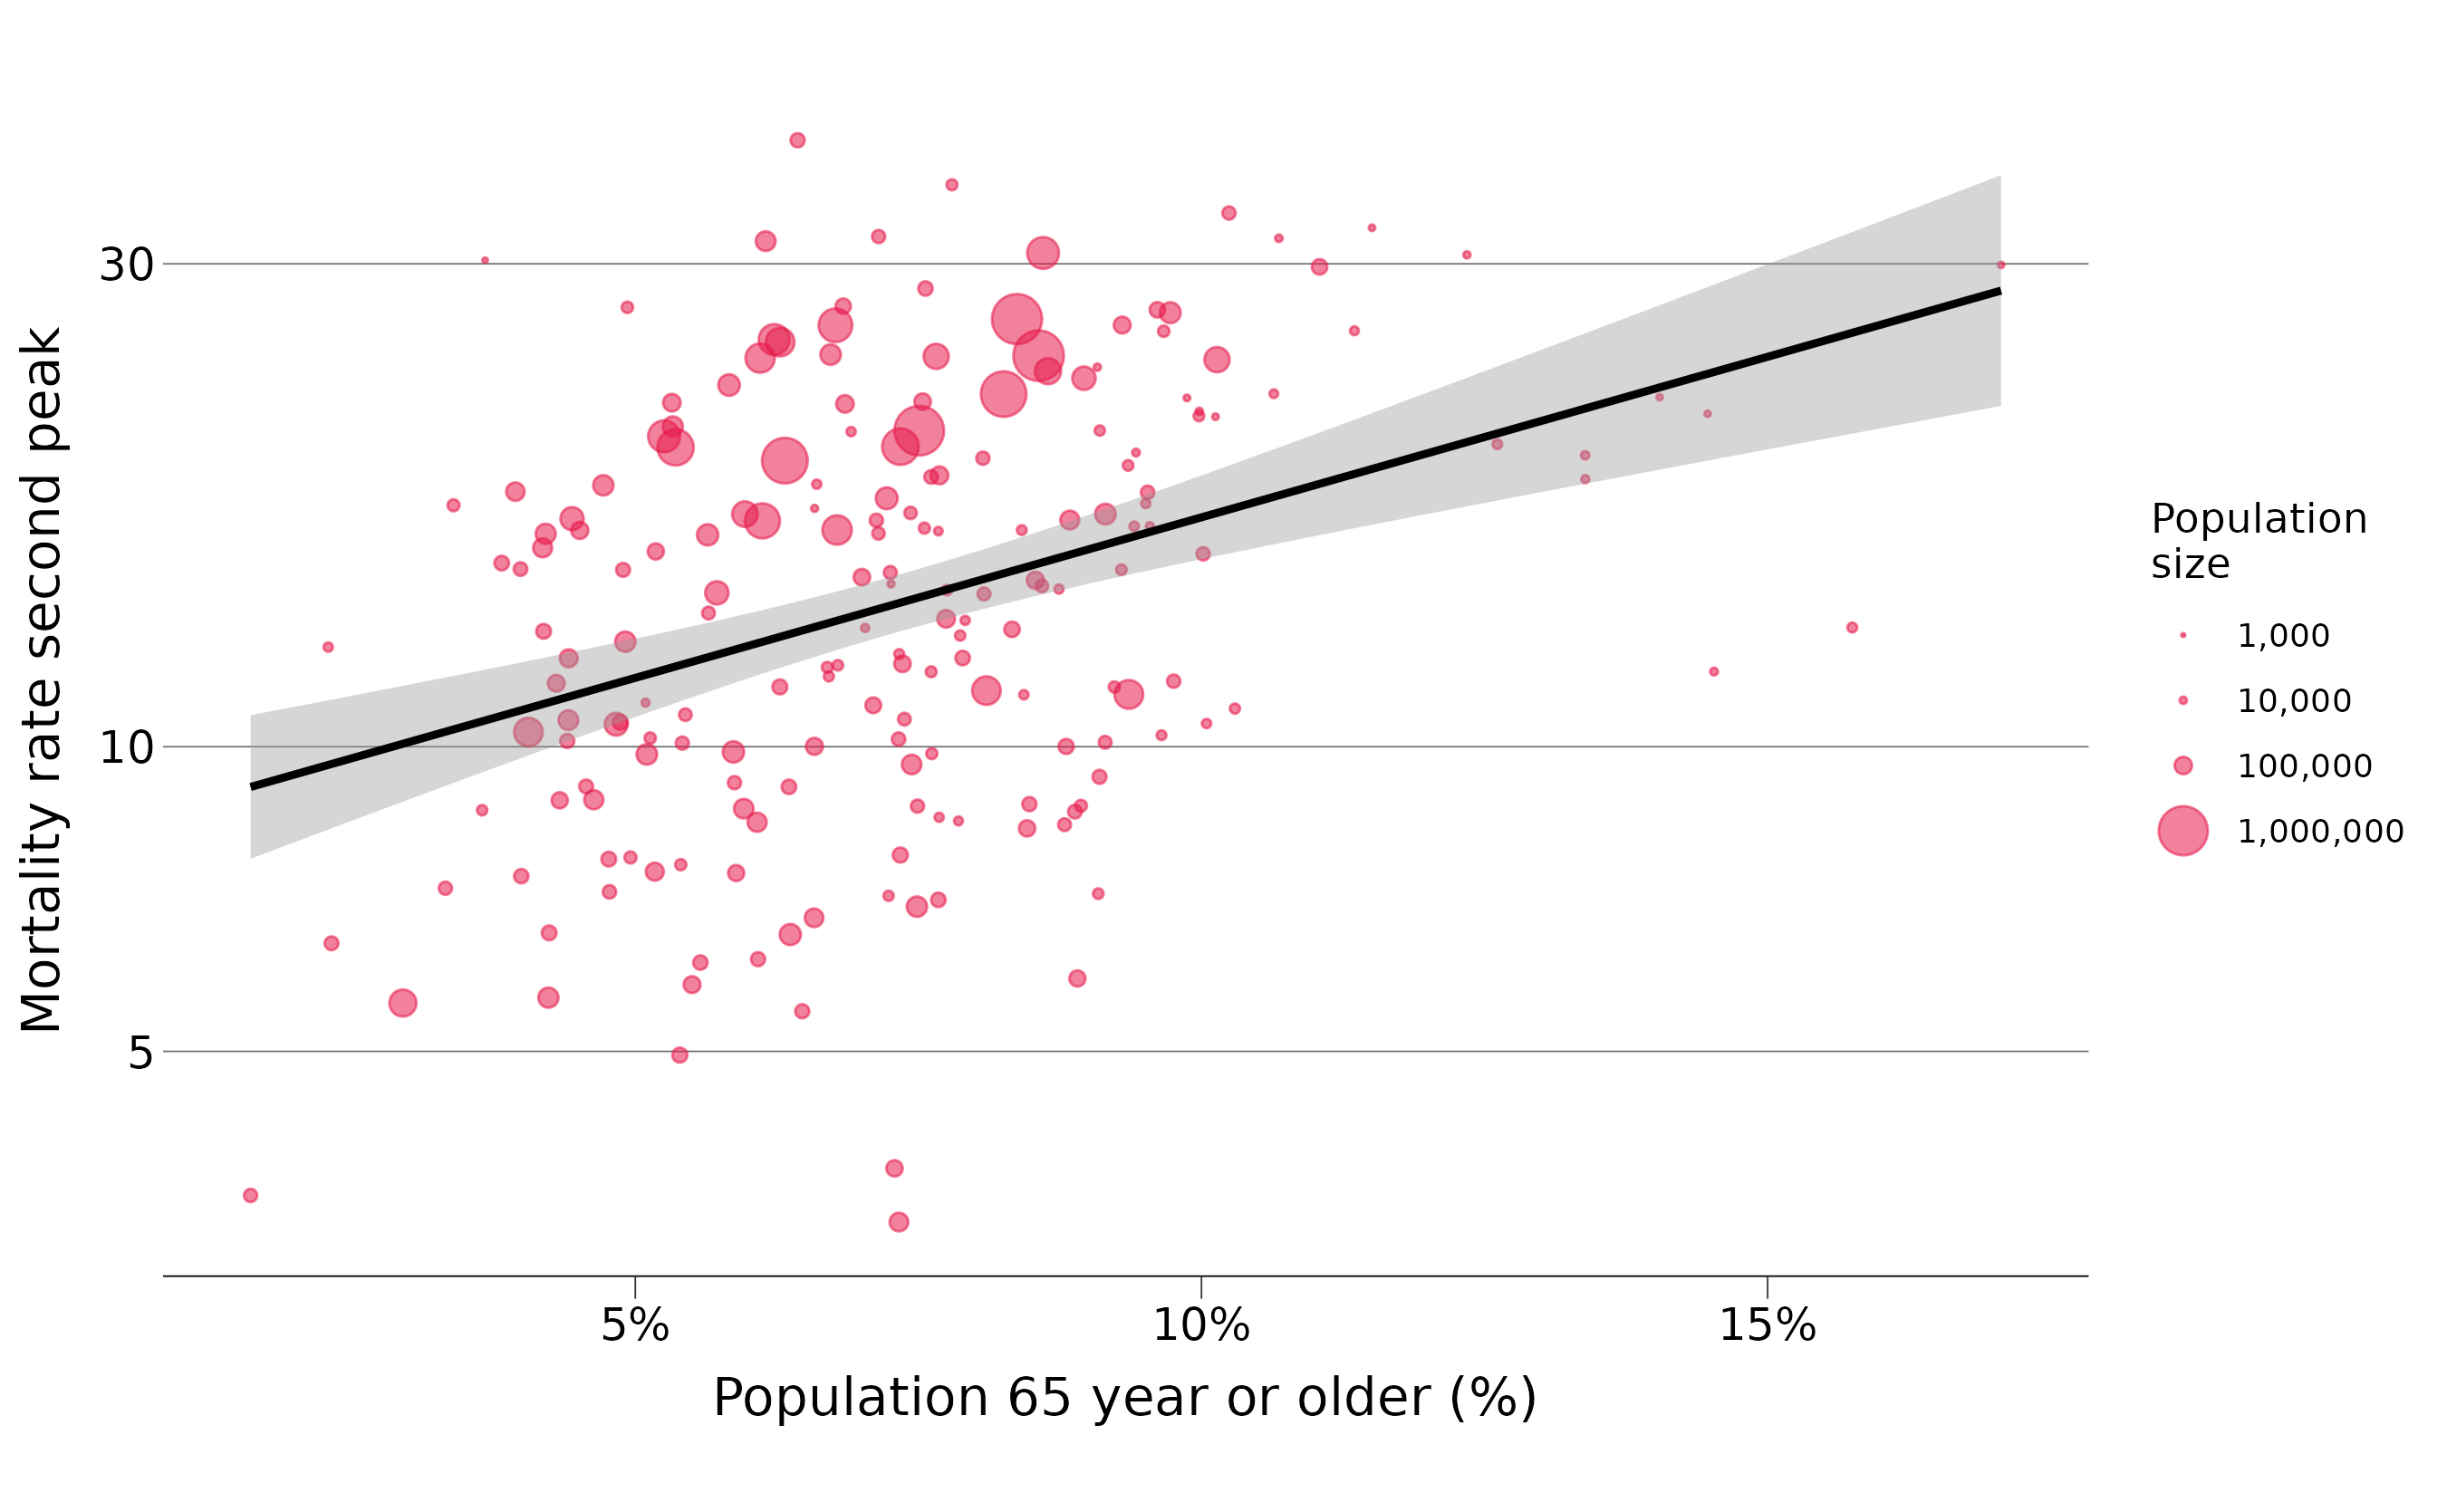 Mortality rate second peak
30
10
5
5%
10%
15%
Population 65 year or older (%)
Population
size
1,000
10,000
100,000
1,000,000